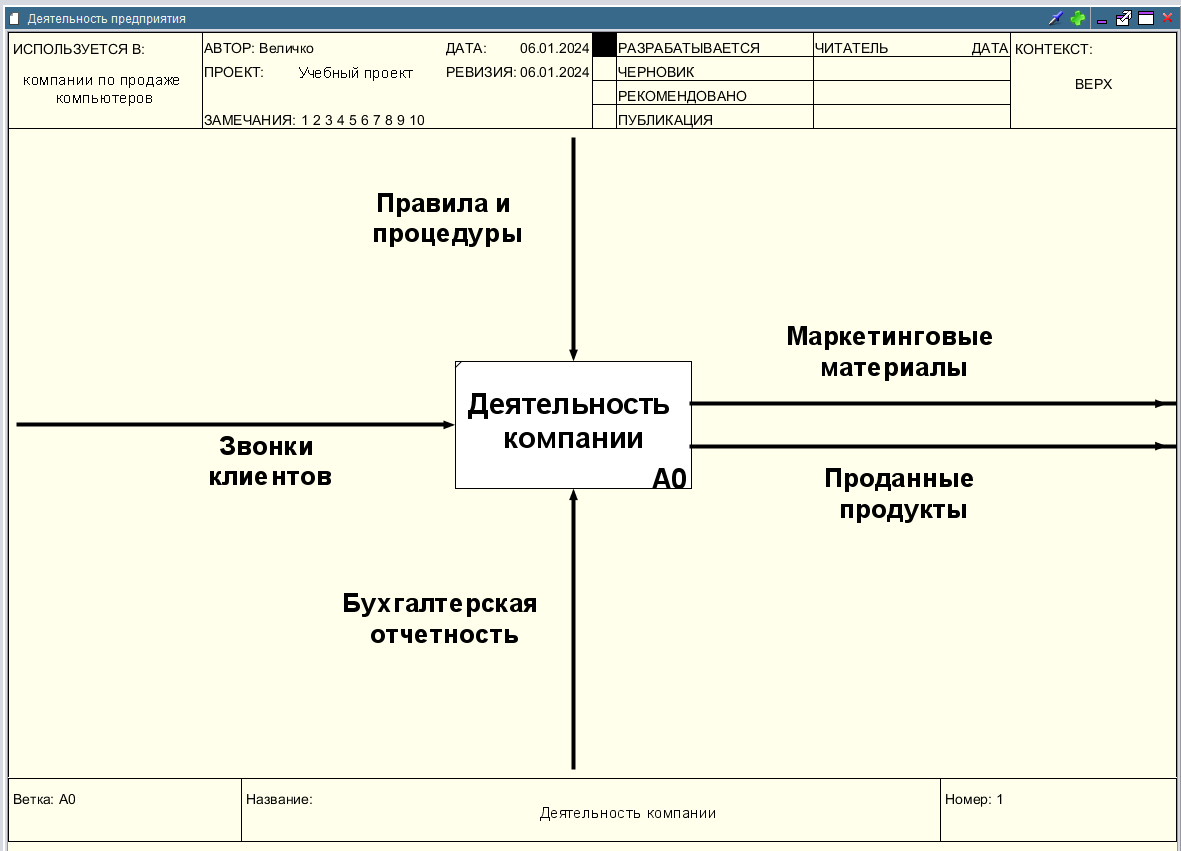 Деятельность предприятия
ИСПОЛЬЗУЕТСЯ В:
компании по продаже
компьютеров
АВТОР: Величко
ДАТА: 06.01.2024
ПРОЕКТ: Учебный проект
РЕВИЗИЯ: 06.01.2024
ЗАМЕЧАНИЯ: 1 2 3 4 5 6 7 8 9 10
РАЗРАБАТЫВАЕТСЯ
ЧЕРНОВИК
РЕКОМЕНДОВАНО
ПУБЛИКАЦИЯ
ЧИТАТЕЛЬ ДАТА
КОНТЕКСТ:
ВЕРХ
Правила и
процедуры
Маркетинговые
материалы
Деятельность
компании
A0
Звонки
клиентов
Проданные
продукты
Бухгалтерская
отчетность
Ветка: A0
Название:
Деятельность компании
Номер: 1